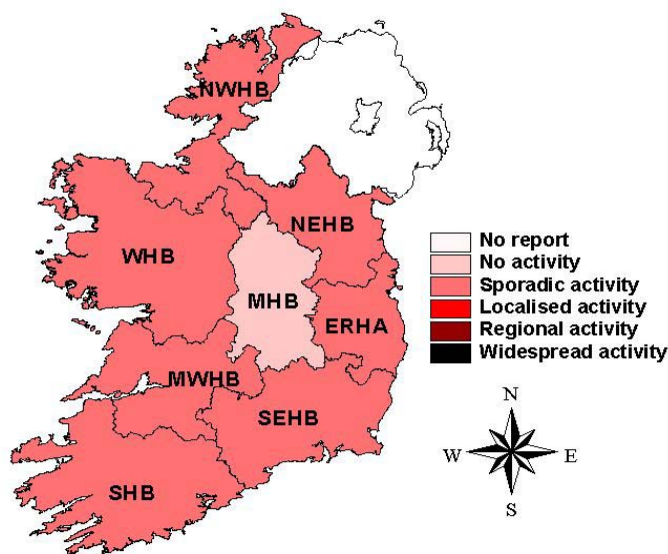 NWHB
NEHB
WHB
MHB
ERHA
MWHB
SEHB
SHB
No report
No activity
Sporadic activity
Localised activity
Regional activity
Widespread activity
N
W E
S